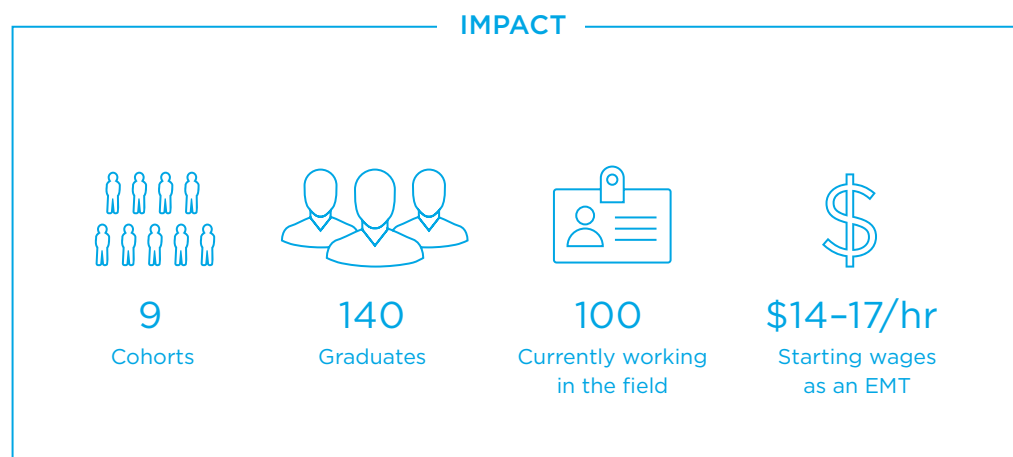 IMPACT
9
Cohorts
140
Graduates
100
Currently working
in the field
$14–17/hr
Starting wages
as an EMT